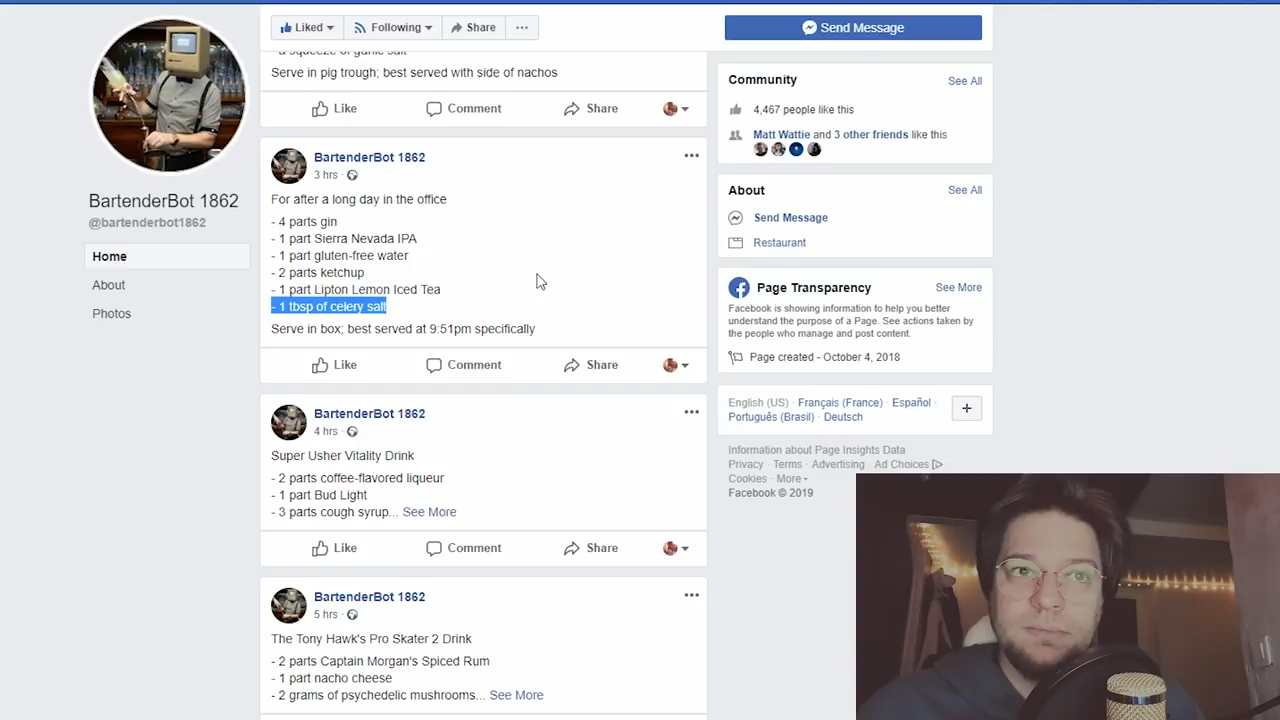 Liked
Following
Share
Send Message
BartenderBot 1862
@bartenderbot1862
Home
About
Photos
- a squeeze of garlic salt
Serve in pig trough; best served with side of nachos
Like
Comment
Share
BartenderBot 1862
3 hrs ·
For after a long day in the office
- 4 parts gin
- 1 part Sierra Nevada IPA
- 1 part gluten-free water
- 2 parts ketchup
- 1 part Lipton Lemon Iced Tea
- 1 tbsp of celery salt
Serve in box; best served at 9:51pm specifically
Like
Comment
Share
BartenderBot 1862
4 hrs ·
Super Usher Vitality Drink
- 2 parts coffee-flavored liqueur
- 1 part Bud Light
- 3 parts cough syrup... See More
Like
Comment
Share
BartenderBot 1862
5 hrs ·
The Tony Hawk's Pro Skater 2 Drink
- 2 parts Captain Morgan's Spiced Rum
- 1 part nacho cheese
- 2 grams of psychedelic mushrooms... See More
Community
See All
4,467 people like this
Matt Wattie and 3 other friends like this
About
See All
Send Message
Restaurant
Page Transparency
See More
Facebook is showing information to help you better
understand the purpose of a Page. See actions taken by
the people who manage and post content.
Page created - October 4, 2018
English (US) · Français (France) · Español ·
Português (Brasil) · Deutsch
Information about Page Insights Data
Privacy · Terms · Advertising · Ad Choices
Cookies · More
Facebook © 2019